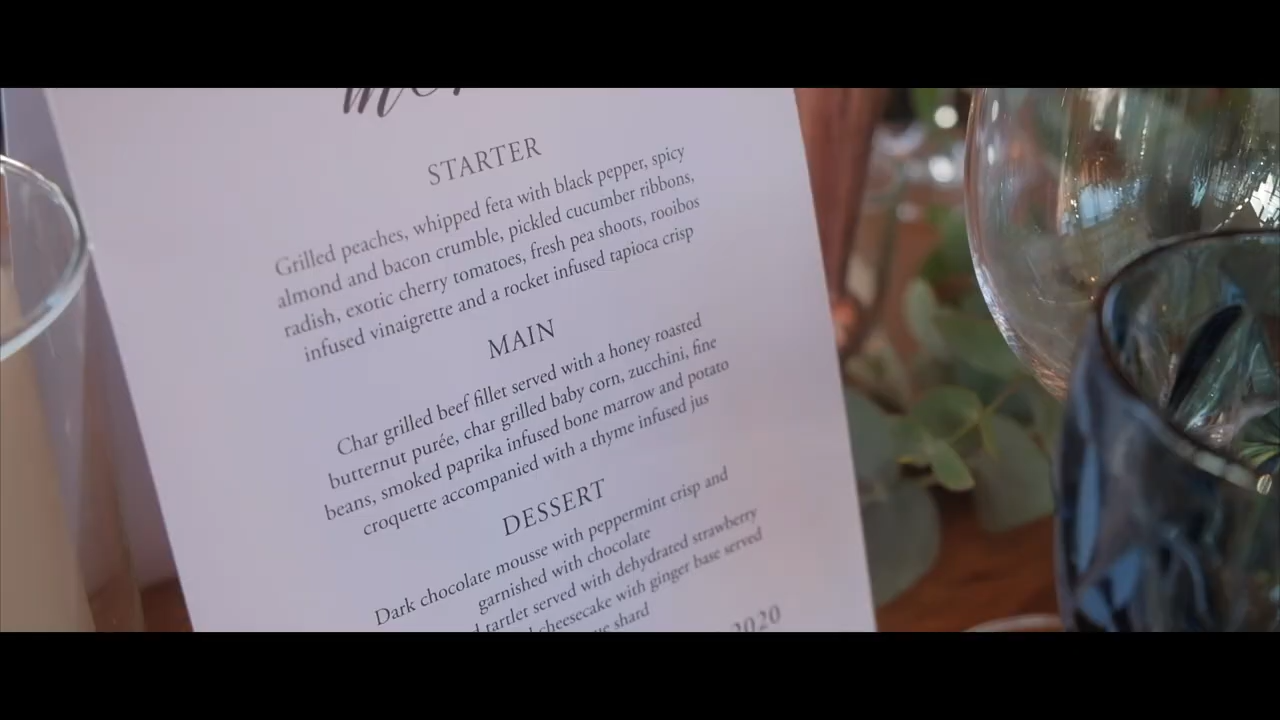 STARTER
Grilled peaches, whipped feta with black pepper, spicy
almond and bacon crumble, pickled cucumber ribbons,
radish, exotic cherry tomatoes, fresh pea shoots, rooibos
infused vinaigrette and a rocket infused tapioca crisp
MAIN
Char grilled beef fillet served with a honey roasted
butternut purée, char grilled baby corn, zucchini, fine
beans, smoked paprika infused bone marrow and potato
croquette accompanied with a thyme infused jus
DESSERT
Dark chocolate mousse with peppermint crisp and
garnished with chocolate
tartlet served with dehydrated strawberry
cheesecake with ginger base served
shard
2020